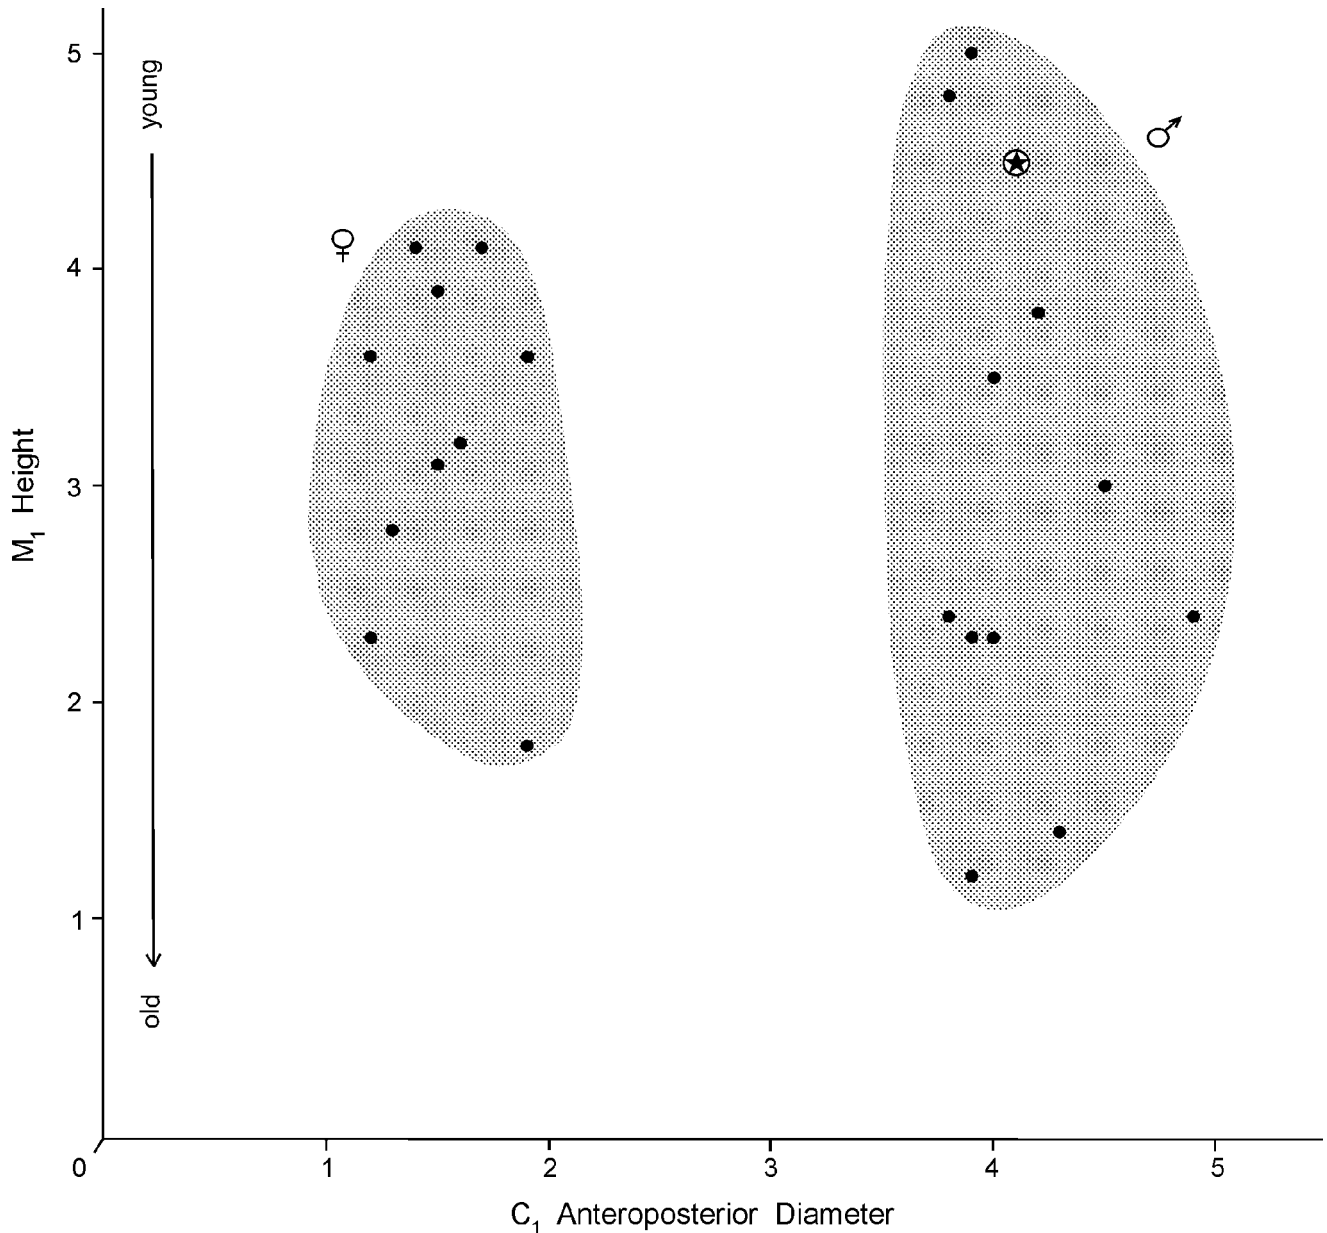 5
young
♂
♀
4
M₁ Height
3
2
1
old
0 1 2 3 4 5
C₁ Anteroposterior Diameter